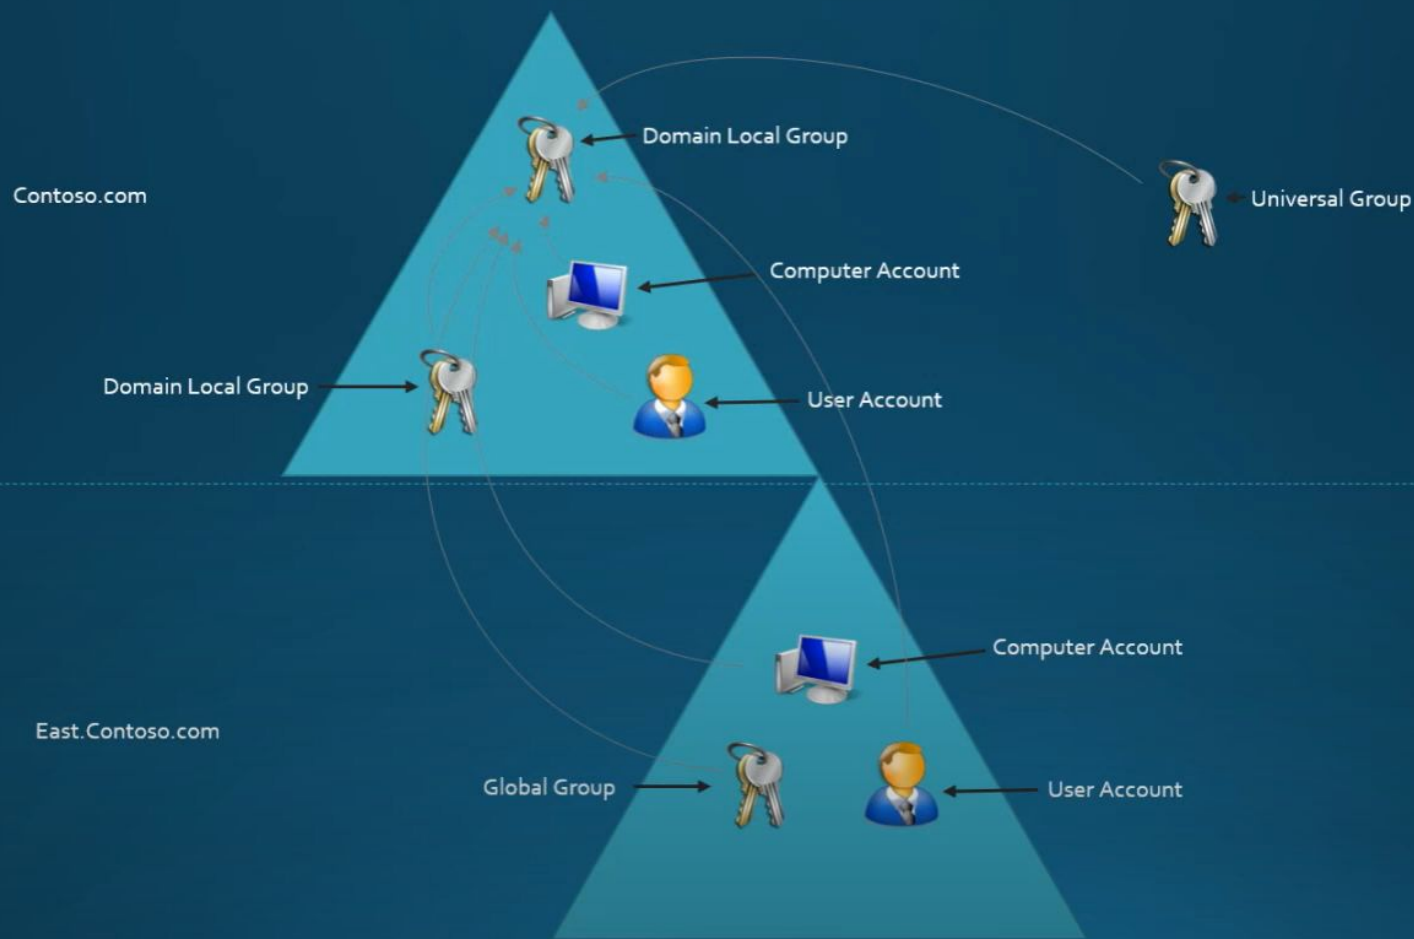 Domain Local Group
Contoso.com
Universal Group
Computer Account
Domain Local Group
User Account
Computer Account
East.Contoso.com
Global Group
User Account